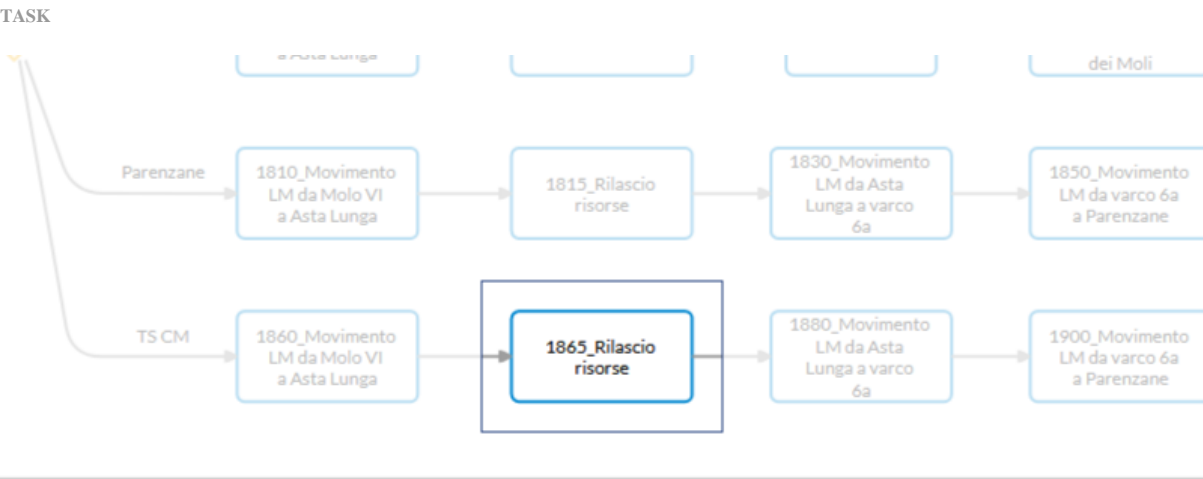 TASK
a Asta Lunga
dei Moli
Parenzane
1810_Movimento
LM da Molo VI
a Asta Lunga
1815_Rilascio
risorse
1830_Movimento
LM da Asta
Lunga a varco
6a
1850_Movimento
LM da varco 6a
a Parenzane
TS CM
1860_Movimento
LM da Molo VI
a Asta Lunga
1865_Rilascio
risorse
1880_Movimento
LM da Asta
Lunga a varco
6a
1900_Movimento
LM da varco 6a
a Parenzane